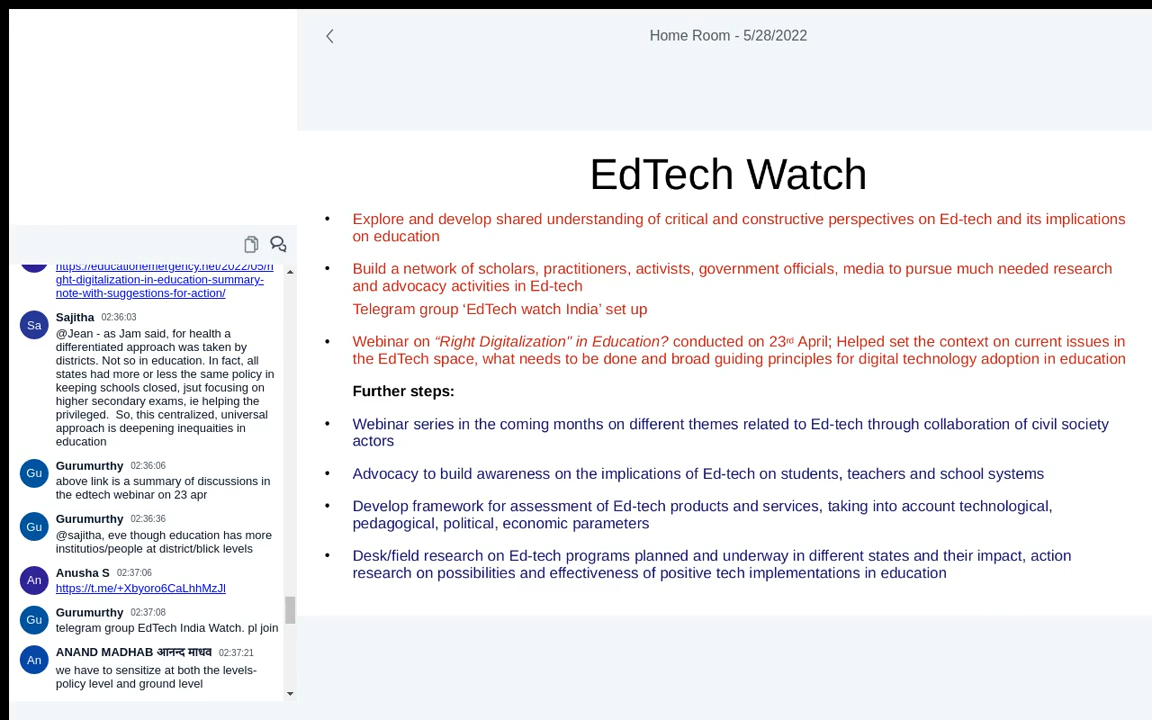 Home Room - 5/28/2022
https://educationemergency.net/2022/05/ri
ght-digitalization-in-education-summary-
note-with-suggestions-for-action/
Sa
Sajitha 02:36:03
@Jean - as Jam said, for health a
differentiated approach was taken by
districts. Not so in education. In fact, all
states had more or less the same policy in
keeping schools closed, jsut focusing on
higher secondary exams, ie helping the
privileged. So, this centralized, universal
approach is deepening inequaities in
education
Gu
Gurumurthy 02:36:06
above link is a summary of discussions in
the edtech webinar on 23 apr
Gu
Gurumurthy 02:36:36
@sajitha, eve though education has more
institutios/people at district/blick levels
An
Anusha S 02:37:06
https://t.me/+Xbyoro6CaLhhMzJl
Gu
Gurumurthy 02:37:08
telegram group EdTech India Watch. pl join
An
ANAND MADHAB आनन्द माधव 02:37:21
we have to sensitize at both the levels-
policy level and ground level
EdTech Watch
• Explore and develop shared understanding of critical and constructive perspectives on Ed-tech and its implications
on education
• Build a network of scholars, practitioners, activists, government officials, media to pursue much needed research
and advocacy activities in Ed-tech
Telegram group ‘EdTech watch India’ set up
• Webinar on “Right Digitalization” in Education? conducted on 23rd April; Helped set the context on current issues in
the EdTech space, what needs to be done and broad guiding principles for digital technology adoption in education
Further steps:
• Webinar series in the coming months on different themes related to Ed-tech through collaboration of civil society
actors
• Advocacy to build awareness on the implications of Ed-tech on students, teachers and school systems
• Develop framework for assessment of Ed-tech products and services, taking into account technological,
pedagogical, political, economic parameters
• Desk/field research on Ed-tech programs planned and underway in different states and their impact, action
research on possibilities and effectiveness of positive tech implementations in education